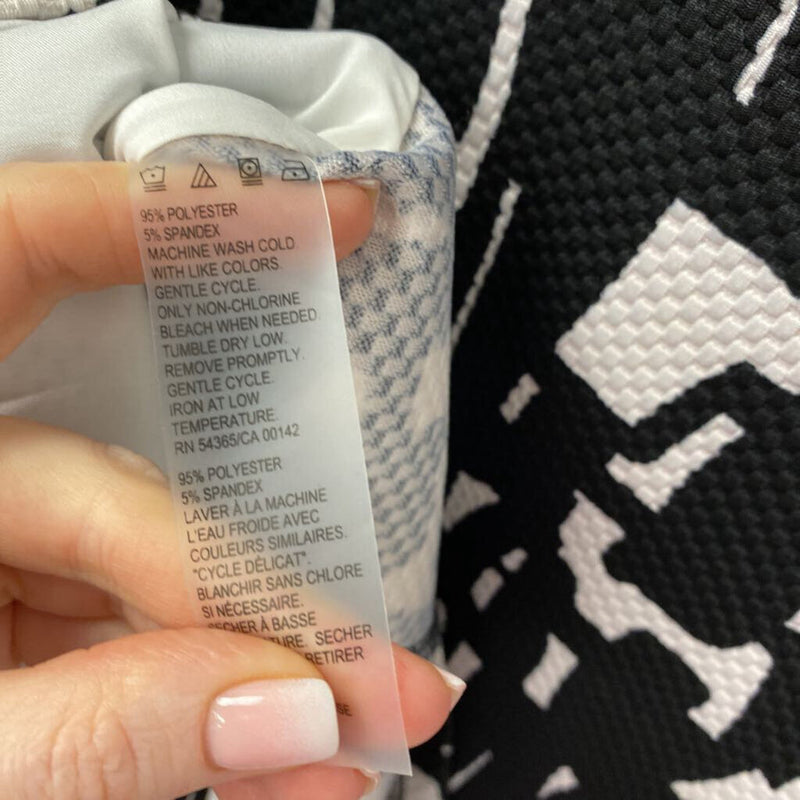 95% POLYESTER
5% SPANDEX
MACHINE WASH COLD
WITH LIKE COLORS.
GENTLE CYCLE.
ONLY NON-CHLORINE
BLEACH WHEN NEEDED.
TUMBLE DRY LOW.
REMOVE PROMPTLY.
GENTLE CYCLE.
IRON AT LOW
TEMPERATURE.
RN 54365/CA 00142
95% POLYESTER
5% SPANDEX
LAVER À LA MACHINE
L'EAU FROIDE AVEC
COULEURS SIMILAIRES.
"CYCLE DÉLICAT".
BLANCHIR SANS CHLORE
SI NÉCESSAIRE.
SÉCHER À BASSE
SECHER
RETIRER